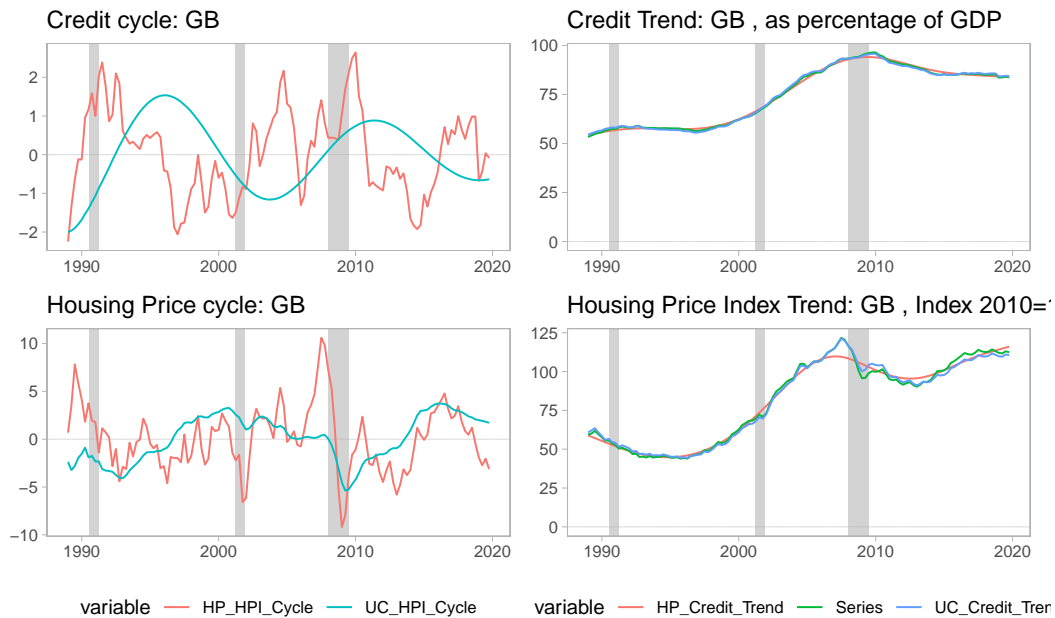 Credit cycle: GB
Credit Trend: GB , as percentage of GDP
2
1
0
−1
−2
1990 2000 2010 2020
100
75
50
25
0
1990 2000 2010 2020
Housing Price cycle: GB
Housing Price Index Trend: GB , Index 2010=1
10
5
0
−5
−10
1990 2000 2010 2020
125
100
75
50
25
0
1990 2000 2010 2020
variable HP_HPI_Cycle UC_HPI_Cycle
variable HP_Credit_Trend Series UC_Credit_Tren